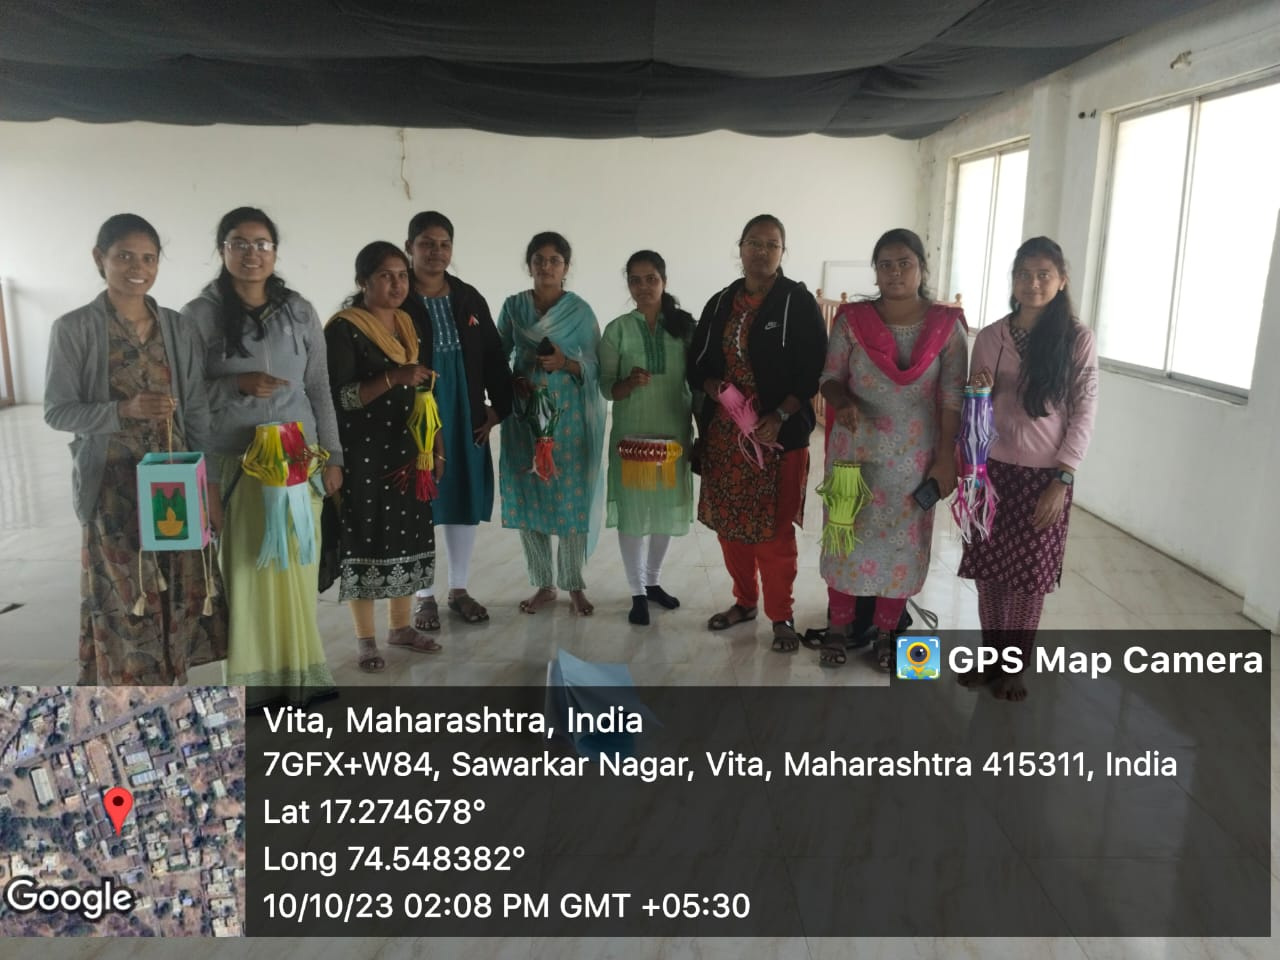 GPS Map Camera
Vita, Maharashtra, India
7GFX+W84, Sawarkar Nagar, Vita, Maharashtra 415311, India
Lat 17.274678°
Long 74.548382°
10/10/23 02:08 PM GMT +05:30
Google